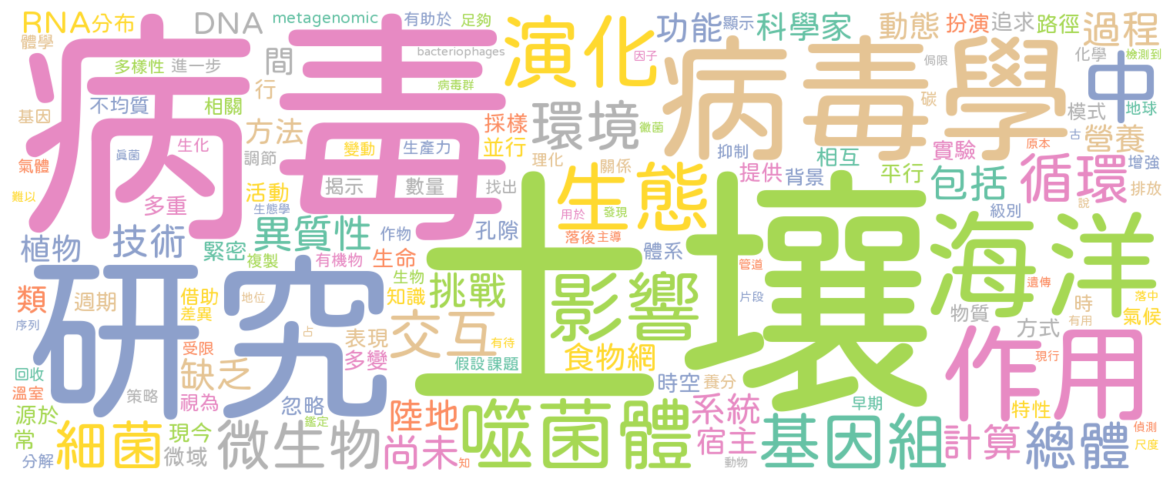 RNA分布
DNA
metagenomic
有助於
足夠
演化
功能
顯示
科學家
動態
扮演
追求
路徑
過程
體學
病毒
間
bacteriophages
因子
侷限
化學
檢測到
多樣性
進一步
病毒群
病毒學
中
基因
不均質
相關
行
採樣
環境
黴菌
碳
模式
地球
古
氣體
真菌
生化
方法
變動
生產力
並行
理化
關係
抑制
相互
實驗
原本
營養
調節
揭示
數量
找出
生態
提供
背景
平行
包括
循環
增強
排放
難以
多重
活動
生態學
作物
孔隙
用於
發現
級別
說
植物
技術
緊密
異質性
落後
主導
體系
土壤
海洋
複製
有機物
生命
生物
挑戰
影響
管道
遺傳
落中
類
週期
借助
差異
地位
知識
片段
物質
時
方式
氣候
序列
研究
占
表現
交互
有待
有用
受限
多變
假設
課題
食物網
時空
養分
作用
現行
回收
溫室
策略
缺乏
視為
忽略
鑑定
陸地
系統
早期
特性
偵測
源於
常
細菌
現今
微生物
尚未
噬菌體
宿主
基因組
計算
總體
尺度
分解
微域
知
動物